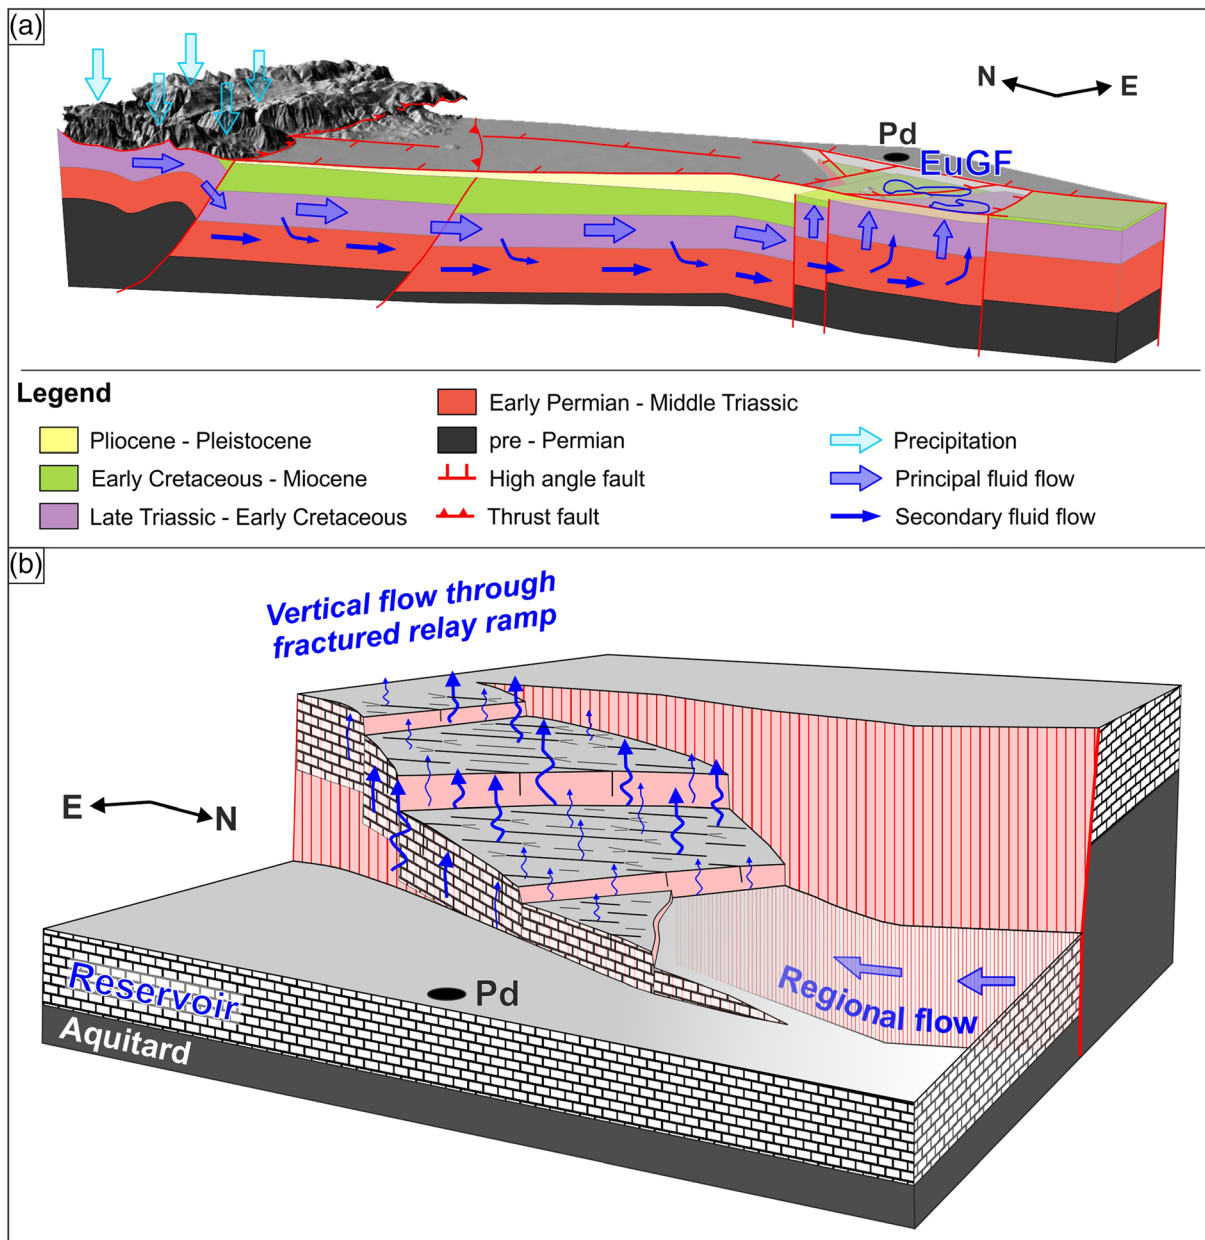 (a)
N
E
Pd
EuGF
Legend
Pliocene - Pleistocene
Early Cretaceous - Miocene
Late Triassic - Early Cretaceous
Early Permian - Middle Triassic
pre - Permian
High angle fault
Thrust fault
Precipitation
Principal fluid flow
Secondary fluid flow
(b)
Vertical flow through
fractured relay ramp
E
N
Pd
Regional flow
Reservoir
Aquitard